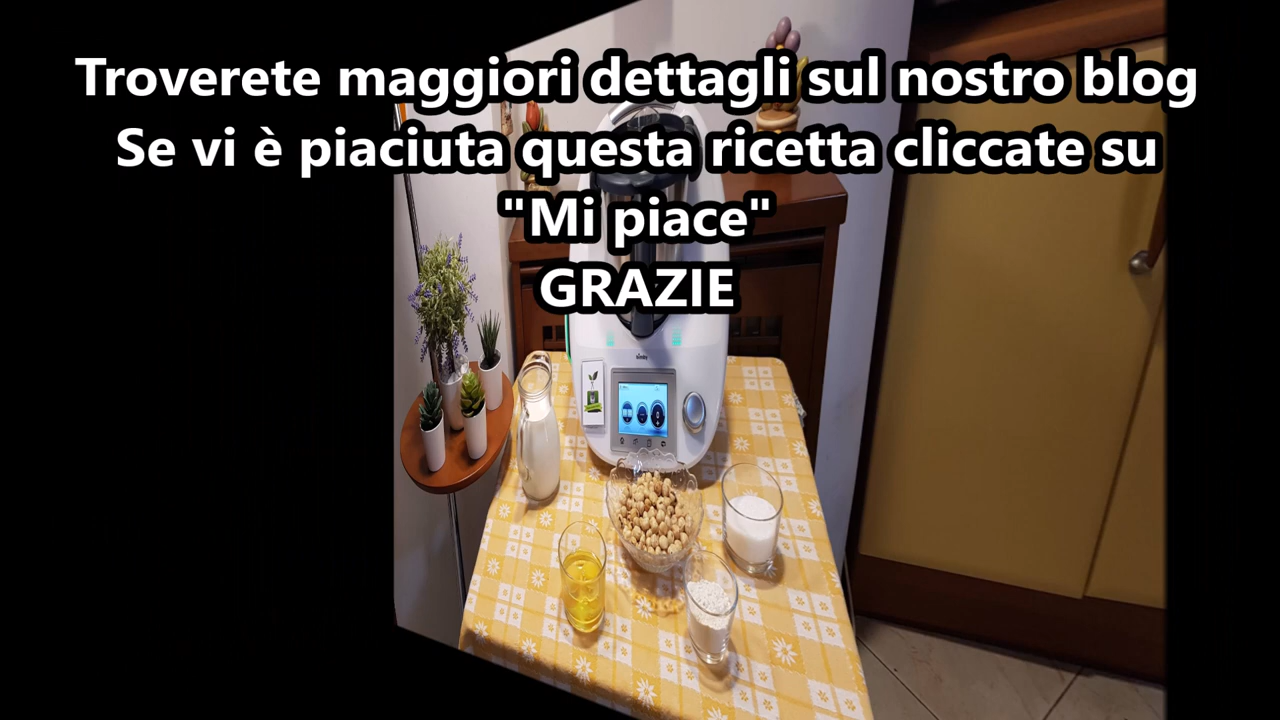 Troverete maggiori dettagli sul nostro blog
Se vi è piaciuta questa ricetta cliccate su
"Mi piace"
GRAZIE